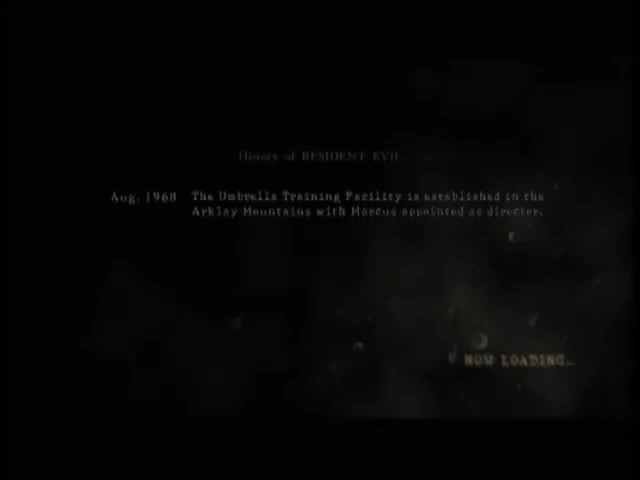 History of RESIDENT EVIL
Aug. 1968 The Umbrella Training Facility is established in the
Arklay Mountains with Marcus appointed as director.
NOW LOADING...